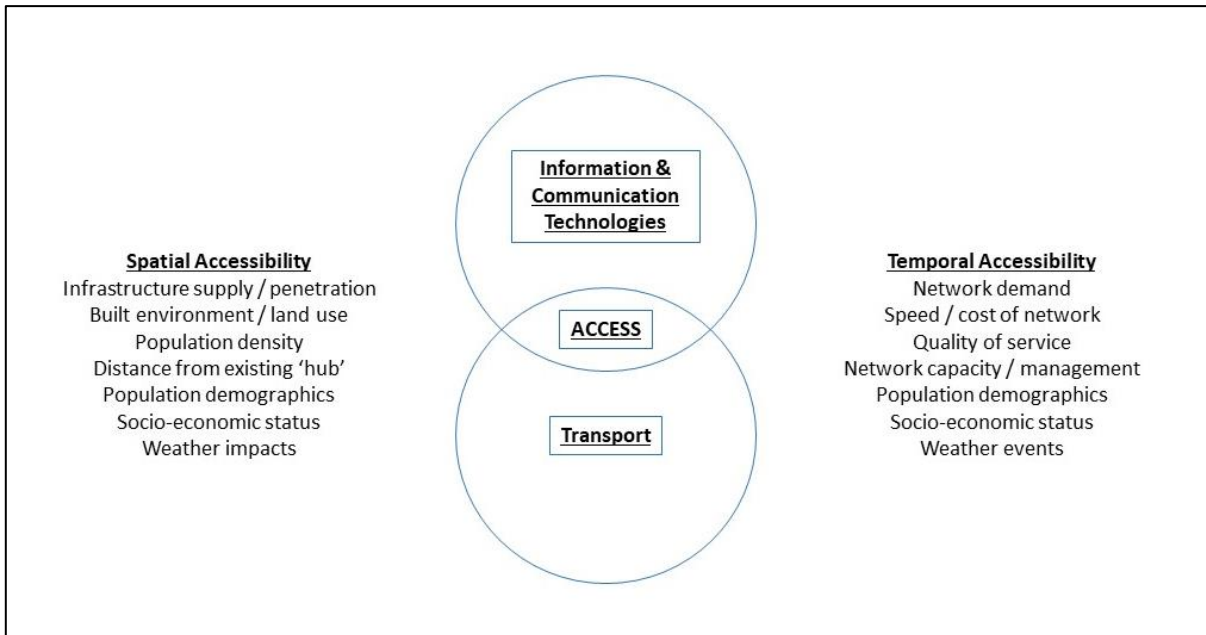 Information &
Communication
Technologies
Spatial Accessibility
Infrastructure supply / penetration
Built environment / land use
Population density
Distance from existing ‘hub’
Population demographics
Socio-economic status
Weather impacts
ACCESS
Transport
Temporal Accessibility
Network demand
Speed / cost of network
Quality of service
Network capacity / management
Population demographics
Socio-economic status
Weather events